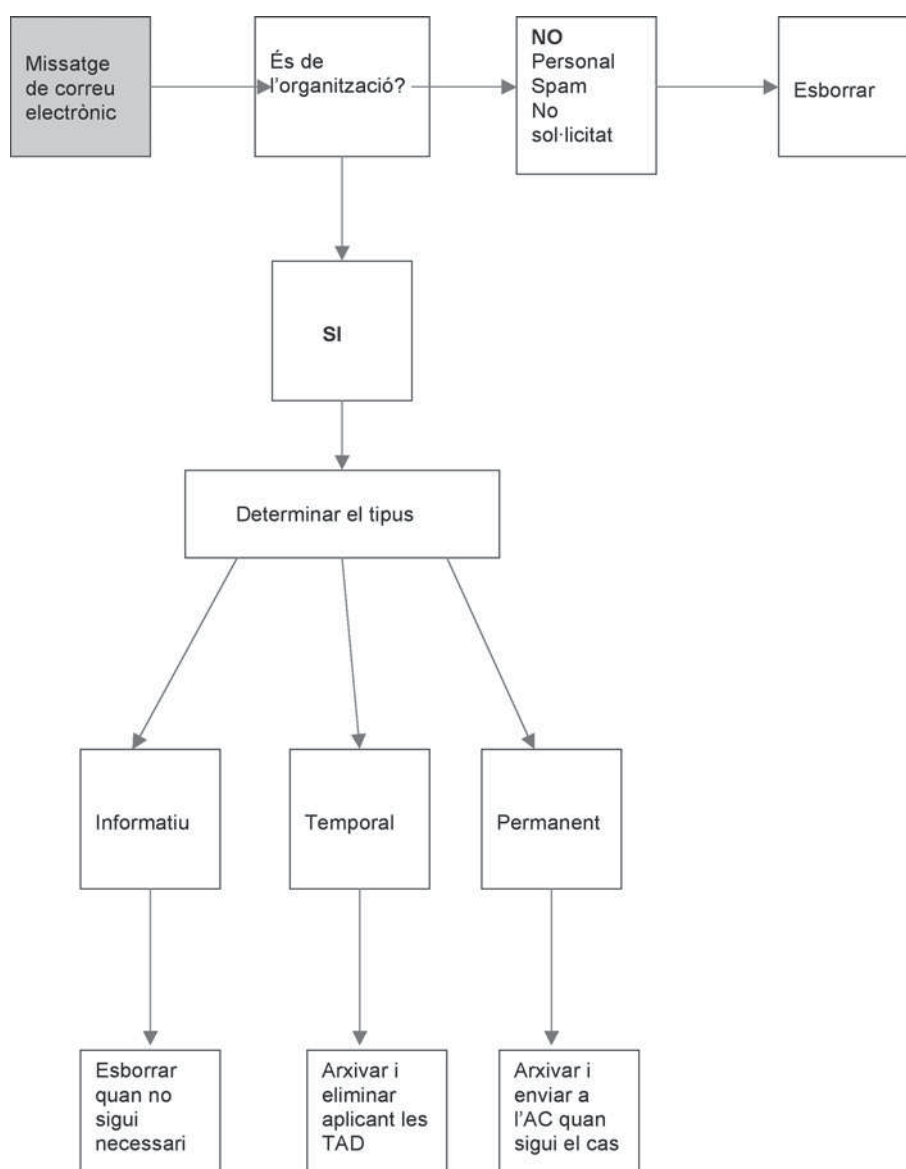 Missatge
de correu
electrònic
És de
l'organització?
NO
Personal
Spam
No
sol·licitat
Esborrar
SI
Determinar el tipus
Informatiu
Temporal
Permanent
Esborrar
quan no
sigui
necessari
Arxivar i
eliminar
aplicant les
TAD
Arxivar i
enviar a
l'AC quan
sigui el cas